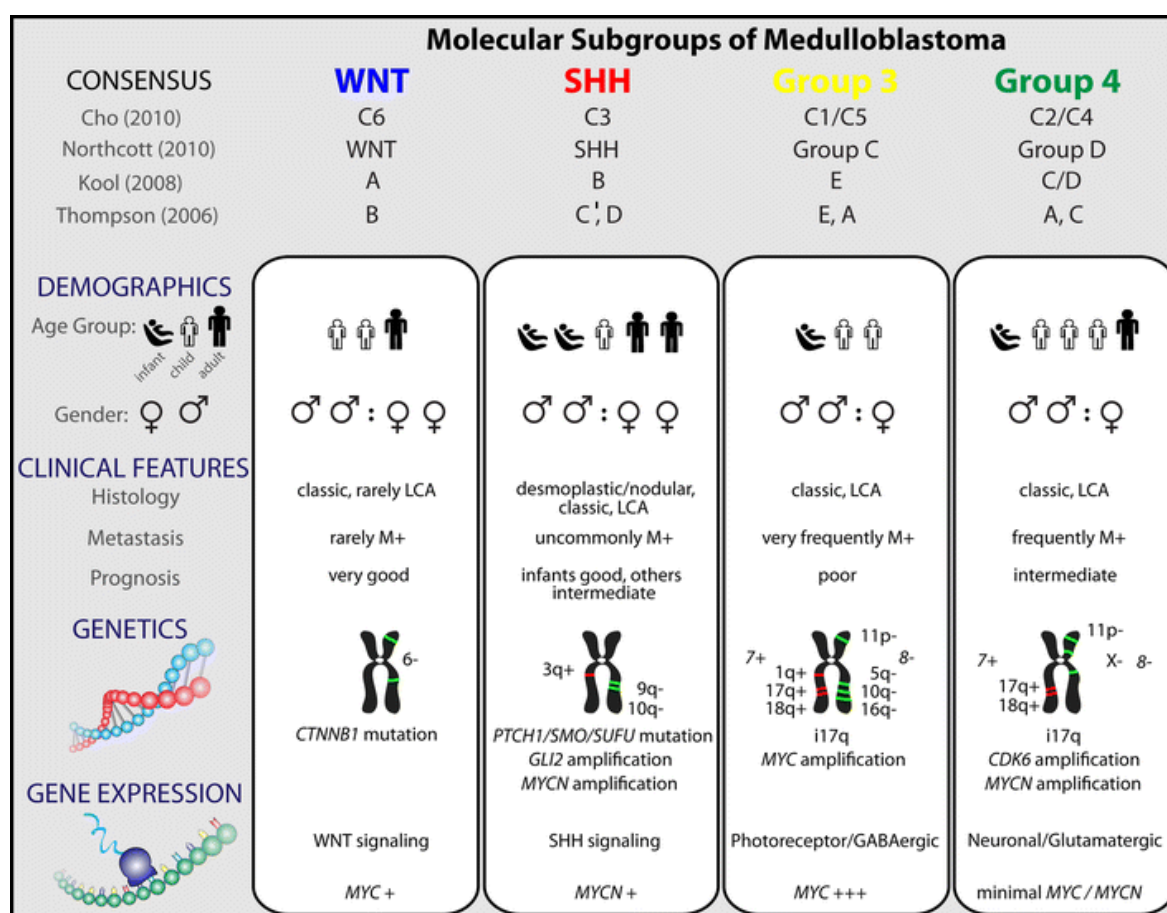 Molecular Subgroups of Medulloblastoma
CONSENSUS WNT SHH Group 3 Group 4
Cho (2010) C6 C3 C1/C5 C2/C4
Northcott (2010) WNT SHH Group C Group D
Kool (2008) A B E C/D
Thompson (2006) B C', D E, A A, C
DEMOGRAPHICS
Age Group:
infant child adult
Gender: ♀ ♂ ♂ ♂ : ♀ ♀ ♂ ♂ : ♀ ♀ ♂ ♂ : ♀ ♂ ♂ : ♀
CLINICAL FEATURES
Histology classic, rarely LCA desmoplastic/nodular, classic, LCA classic, LCA
classic, LCA
Metastasis rarely M+ uncommonly M+ very frequently M+ frequently M+
Prognosis very good infants good, others poor intermediate
intermediate
GENETICS
6-
3q+
9q-
10q-
7+ 11p- 8-
1q+ 5q-
17q+ 10q-
18q+ 16q-
7+ 11p-
X- 8-
17q+
18q+
CTNNB1 mutation PTCH1/SMO/SUFU mutation i17q i17q
GLI2 amplification MYC amplification CDK6 amplification
MYCN amplification MYCN amplification
GENE EXPRESSION
WNT signaling SHH signaling Photoreceptor/GABAergic Neuronal/Glutamatergic
MYC + MYCN + MYC +++ minimal MYC / MYCN